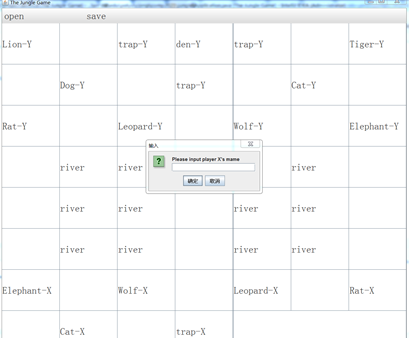 The Jungle Game
open save
Lion-Y trap-Y den-Y trap-Y Tiger-Y
Dog-Y trap-Y Cat-Y
Rat-Y Leopard-Y Wolf-Y Elephant-Y
输入
Please input player X's mame
确定 取消
river river river
river river river river
river river river river
Elephant-X Wolf-X Leopard-X Rat-X
Cat-X trap-X